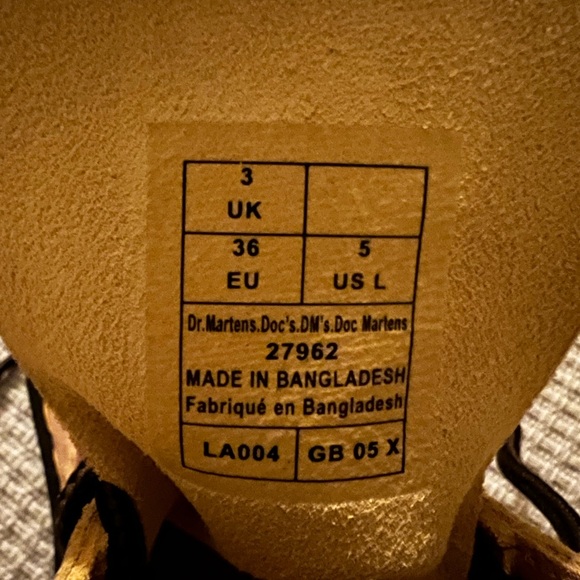 3
UK
36 5
EU US L
Dr.Martens.Doc's.DM's.Doc Martens
27962
MADE IN BANGLADESH
Fabriqué en Bangladesh
LA004 GB 05 X